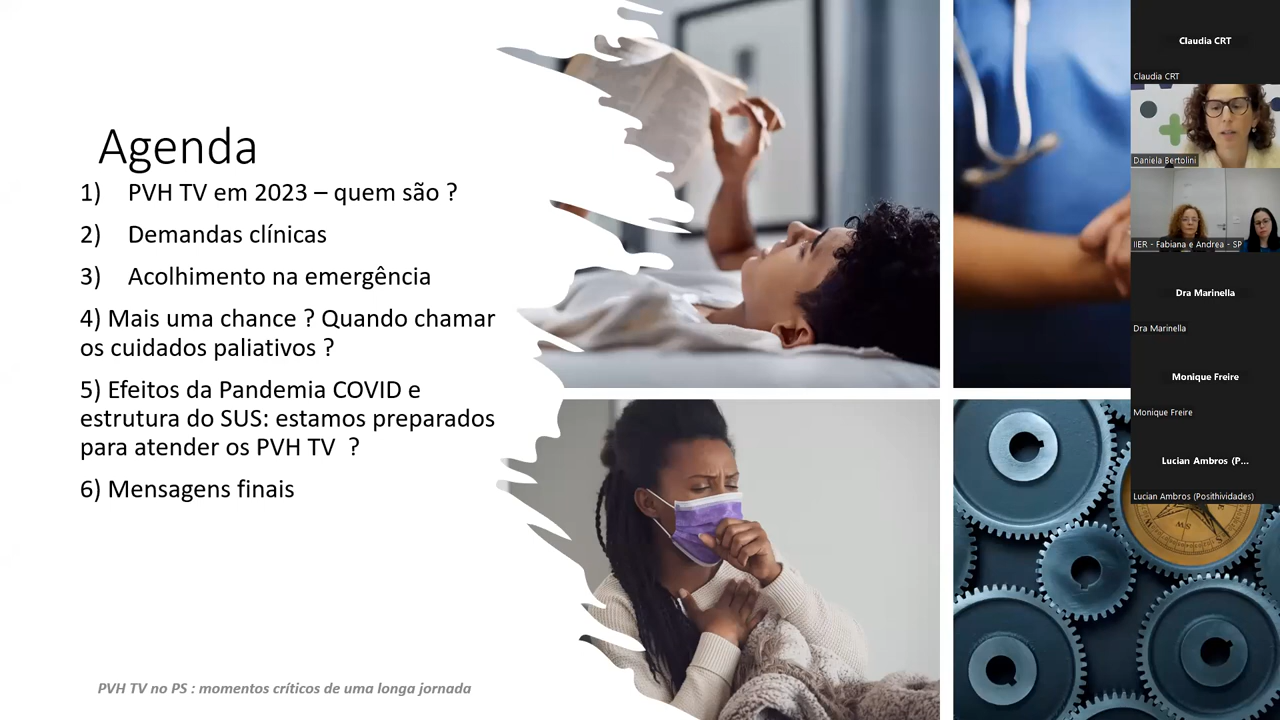 Agenda
1) PVH TV em 2023 – quem são ?
2) Demandas clínicas
3) Acolhimento na emergência
4) Mais uma chance ? Quando chamar
os cuidados paliativos ?
5) Efeitos da Pandemia COVID e
estrutura do SUS: estamos preparados
para atender os PVH TV ?
6) Mensagens finais
PVH TV no PS : momentos críticos de uma longa jornada
Claudia CRT
Claudia CRT
Daniela Bertolini
IIER - Fabiana e Andrea - SP
Dra Marinella
Dra Marinella
Monique Freire
Monique Freire
Lucian Ambros (P...
Lucian Ambros (Posithividades)